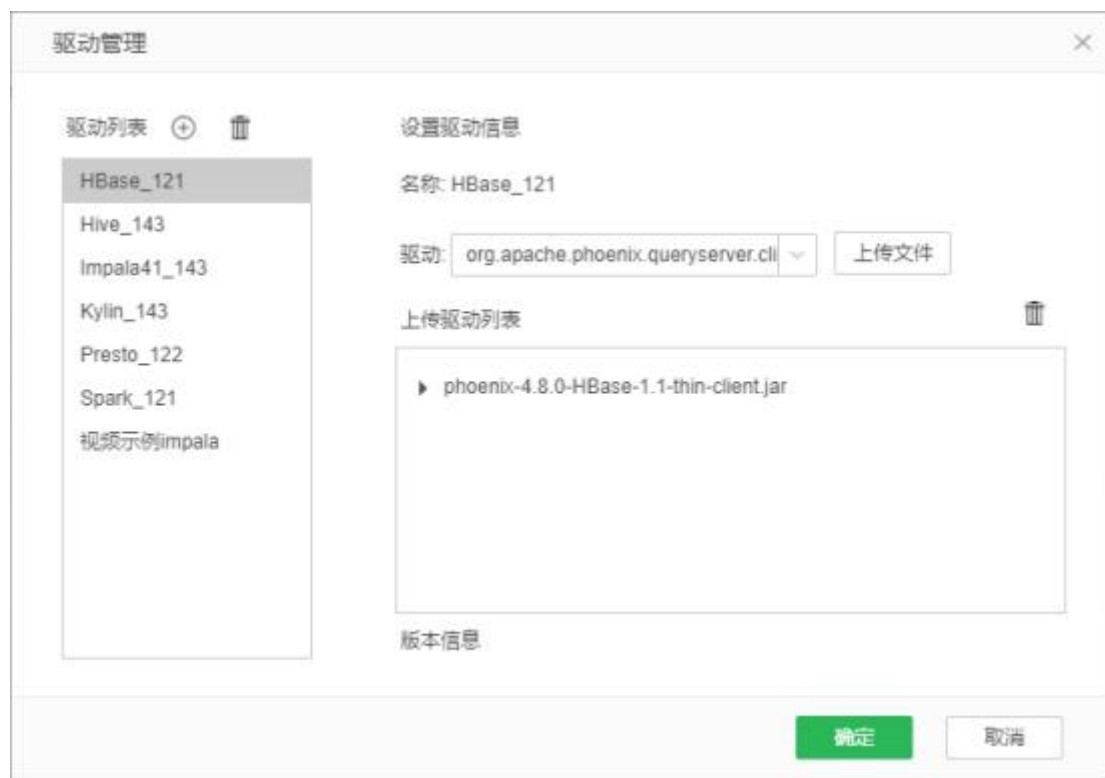 驱动管理
驱动列表
HBase_121
Hive_143
Impala41_143
Kylin_143
Presto_122
Spark_121
视频示例impala
设置驱动信息
名称: HBase_121
驱动: org.apache.phoenix.queryserver.cli 上传文件
上传驱动列表
phoenix-4.8.0-HBase-1.1-thin-client.jar
版本信息
确定 取消